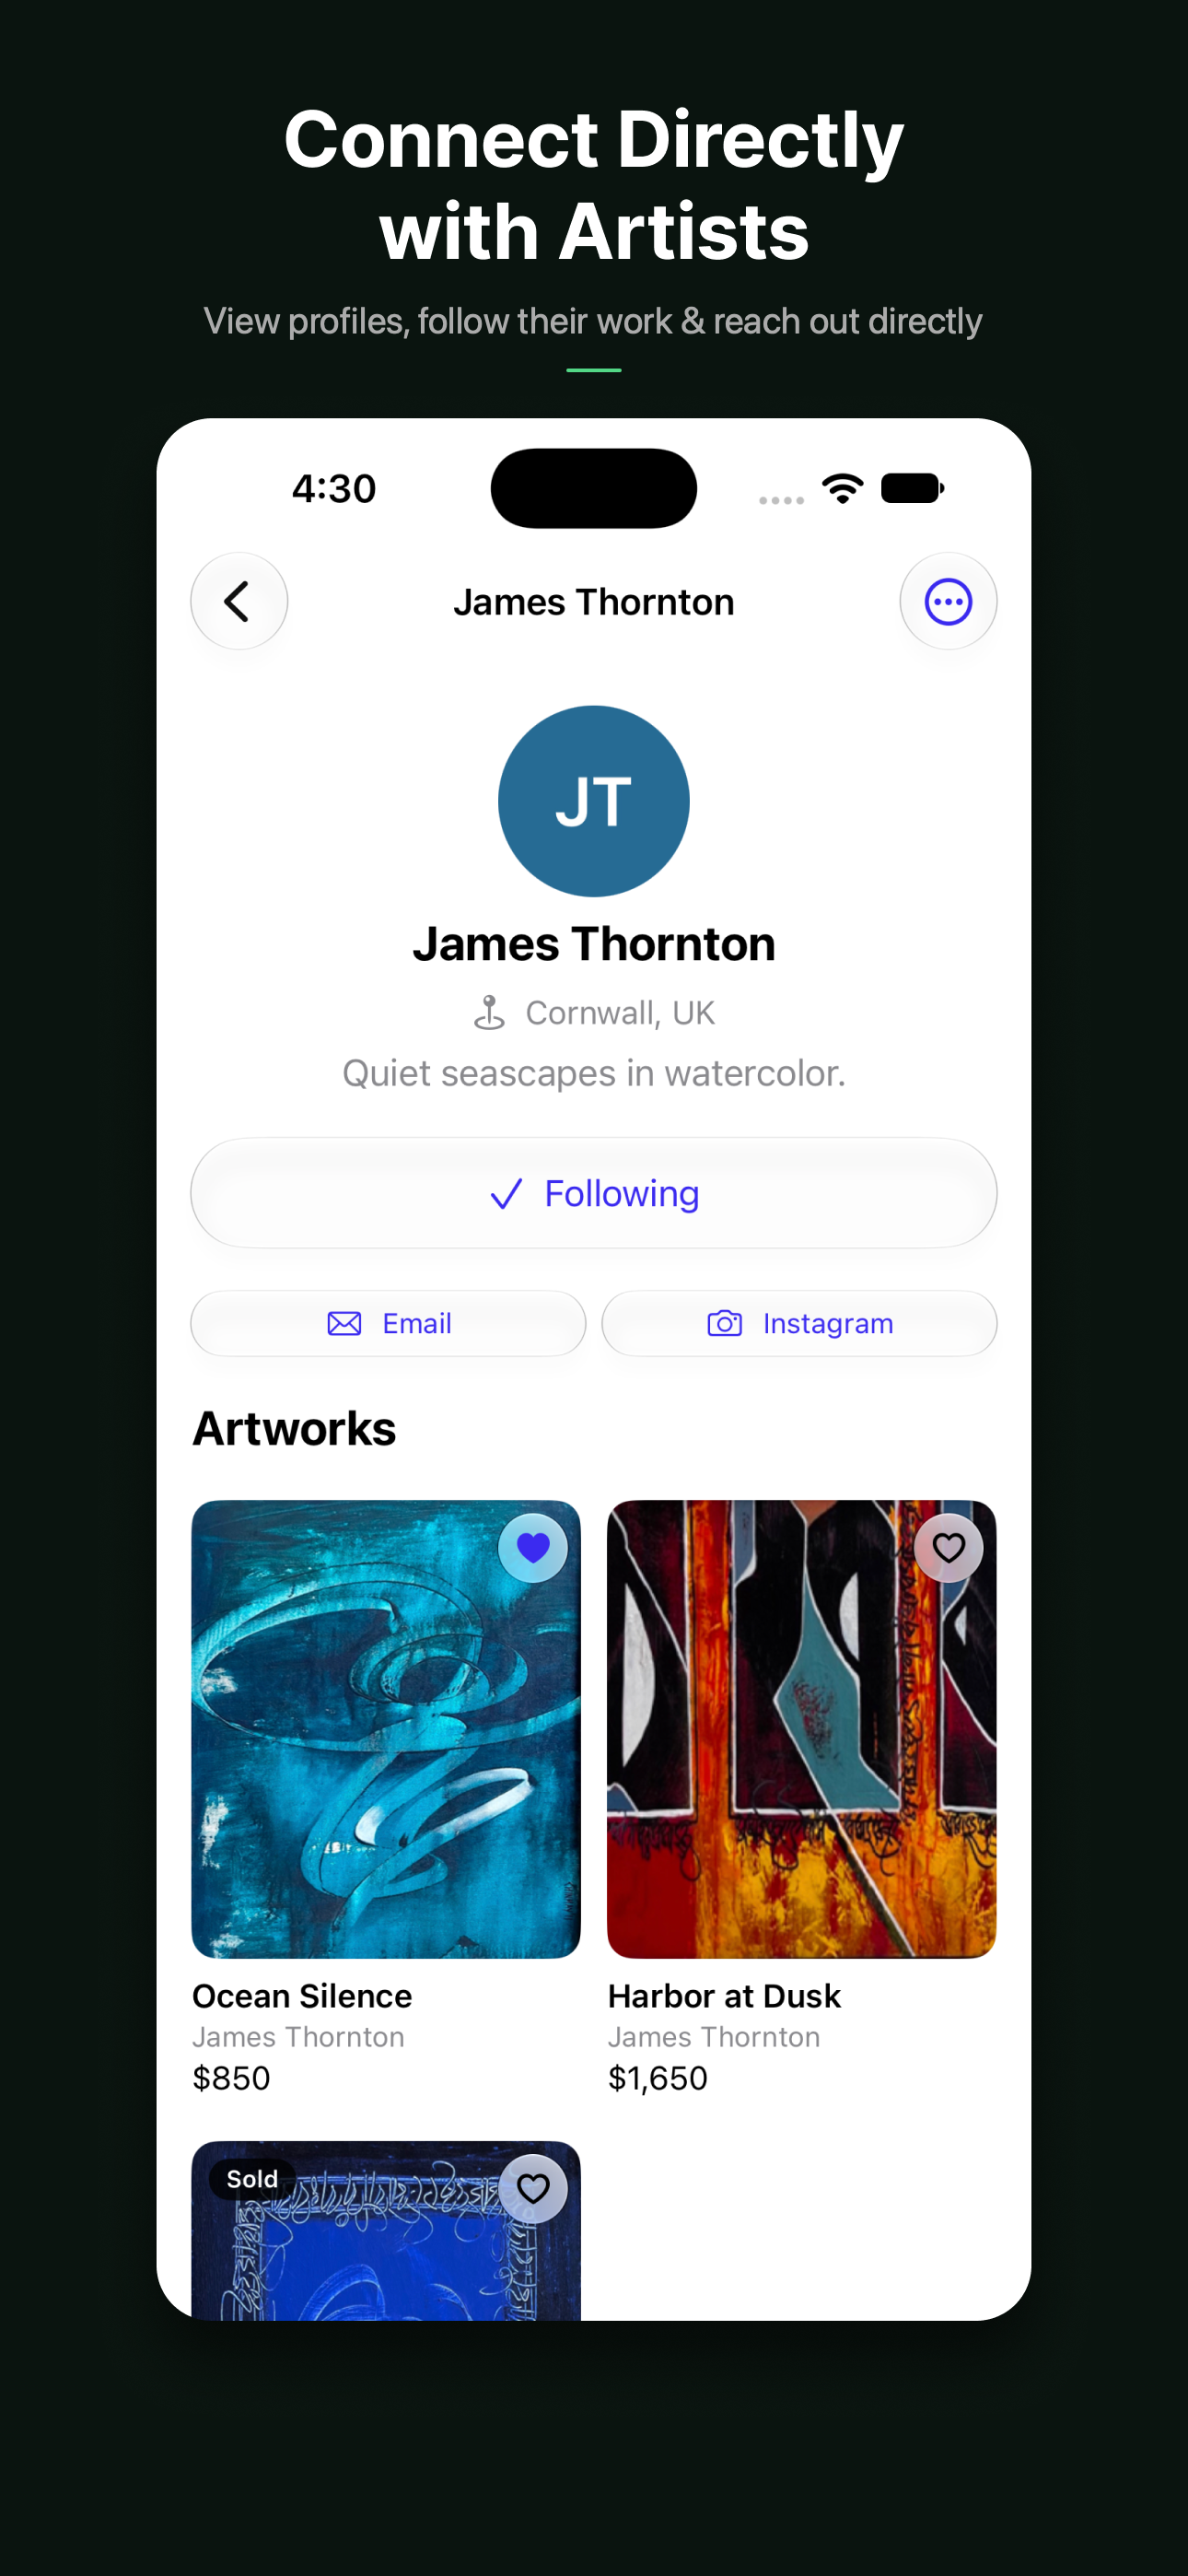 Connect Directly
with Artists
View profiles, follow their work & reach out directly
4:30
James Thornton
JT
James Thornton
Cornwall, UK
Quiet seascapes in watercolor.
Following
Email
Instagram
Artworks
Ocean Silence
James Thornton
$850
Harbor at Dusk
James Thornton
$1,650
Sold